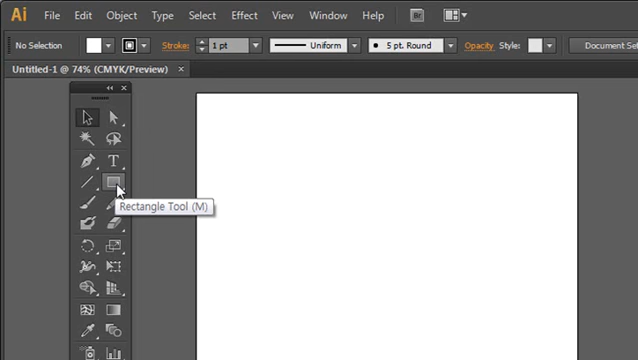 Ai File Edit Object Type Select Effect View Window Help Br
No Selection Stroke: 1 pt Uniform 5 pt. Round Opacity Style: Document Set
Untitled-1 @ 74% (CMYK/Preview) ×
T
Rectangle Tool (M)